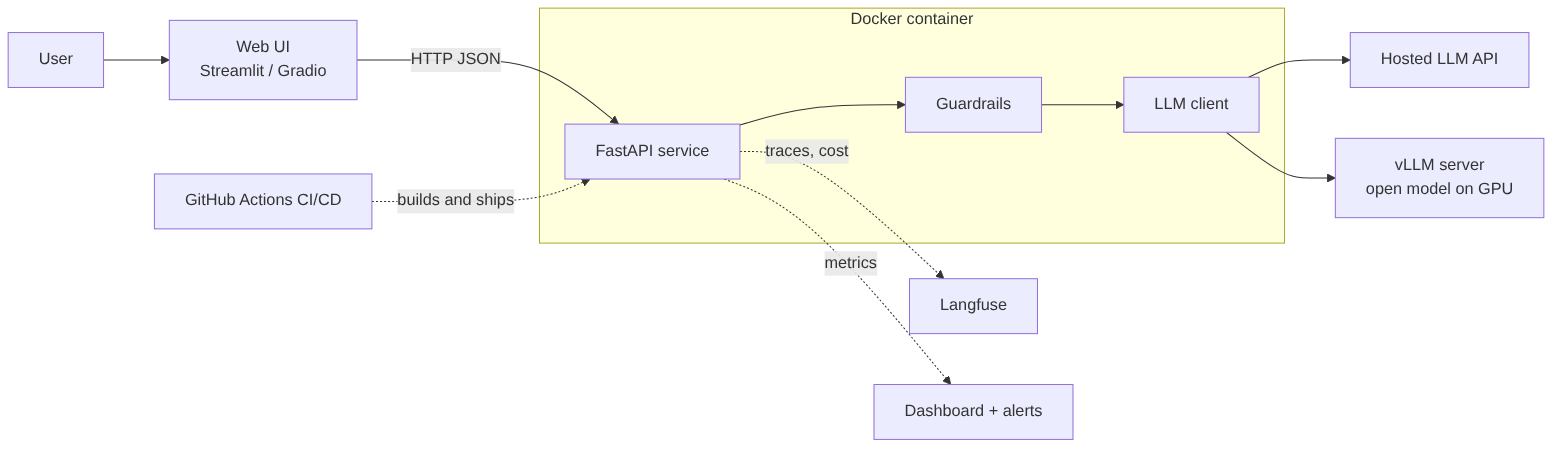 Docker container
User
Web UI
Streamlit / Gradio
HTTP JSON
Guardrails
LLM client
Hosted LLM API
FastAPI service
traces, cost
vLLM server
open model on GPU
GitHub Actions CI/CD
builds and ships
metrics
Langfuse
Dashboard + alerts